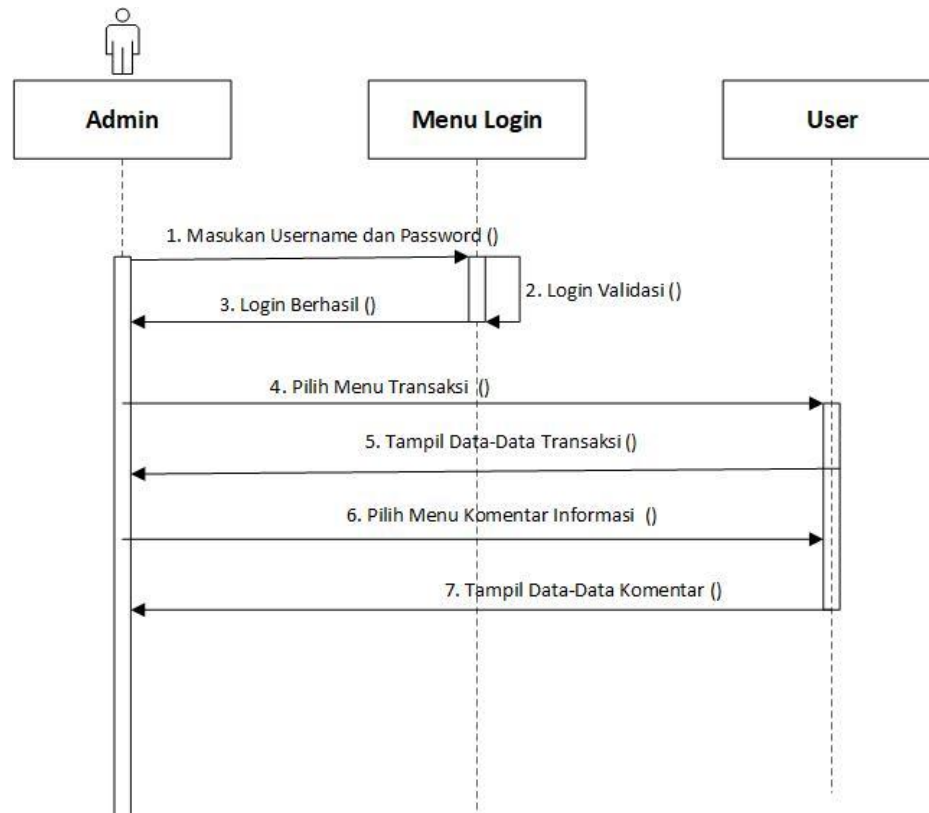 Admin
Menu Login
User
1. Masukan Username dan Password ()
2. Login Validasi ()
3. Login Berhasil ()
4. Pilih Menu Transaksi ()
5. Tampil Data-Data Transaksi ()
6. Pilih Menu Komentar Informasi ()
7. Tampil Data-Data Komentar ()